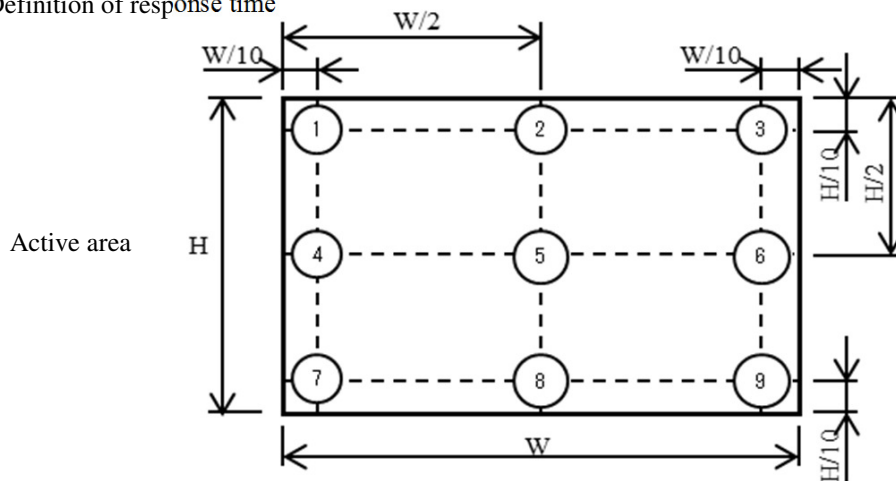 Definition of response time
W/2
W/10 W/10
1 2 3
H/10 H/2
Active area H 4 5 6
7 8 9
H/10
W